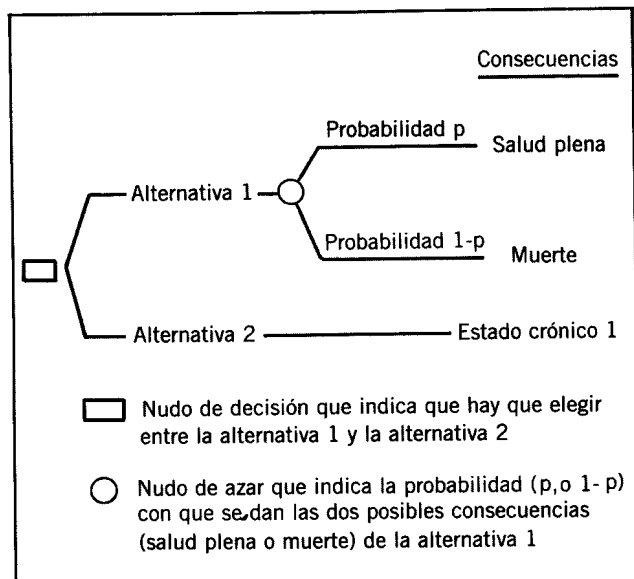 Consecuencias
Probabilidad p
Salud plena
Alternativa 1
Probabilidad 1-p
Muerte
Alternativa 2
Estado crónico 1
Nudo de decisión que indica que hay que elegir
entre la alternativa 1 y la alternativa 2
Nudo de azar que indica la probabilidad (p,o 1- p)
con que se dan las dos posibles consecuencias
(salud plena o muerte) de la alternativa 1